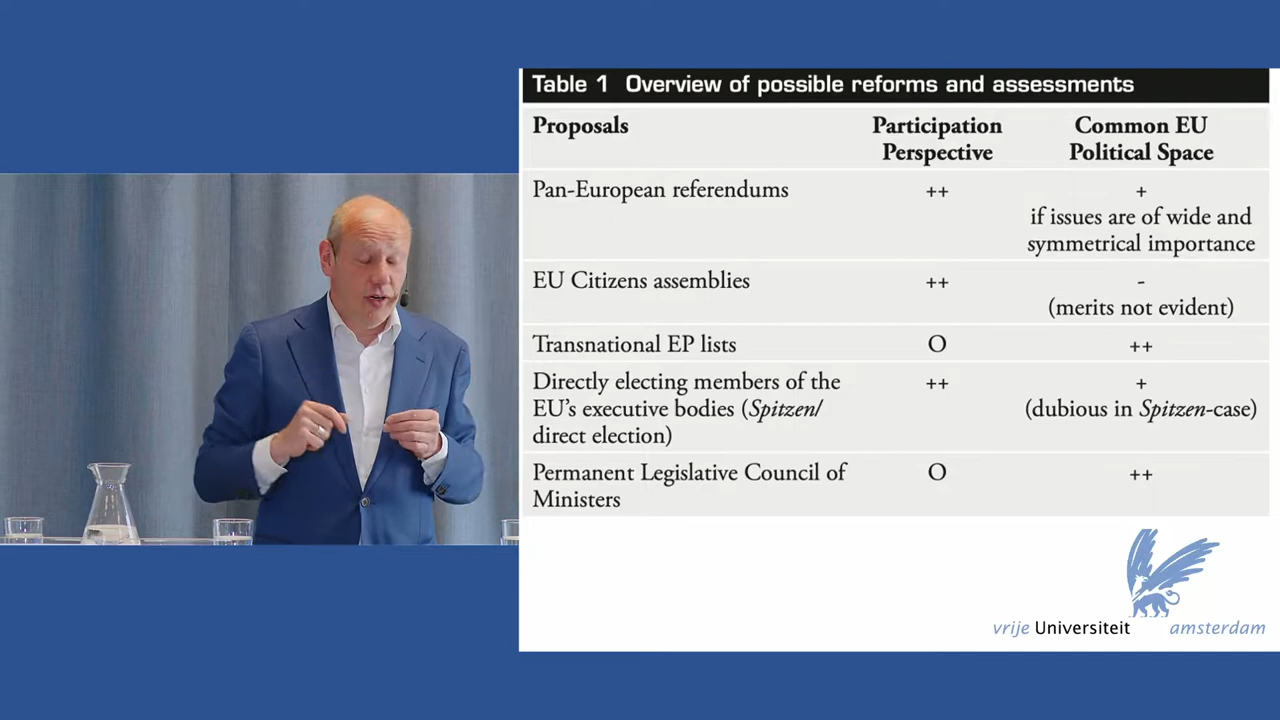 Table 1 Overview of possible reforms and assessments
Proposals
Participation
Perspective
Common EU
Political Space
Pan-European referendums
++
+
if issues are of wide and
symmetrical importance
EU Citizens assemblies
++
-
(merits not evident)
Transnational EP lists
O
++
Directly electing members of the
EU's executive bodies (Spitzen/
direct election)
++
+
(dubious in Spitzen-case)
Permanent Legislative Council of
Ministers
O
++
vrije Universiteit amsterdam